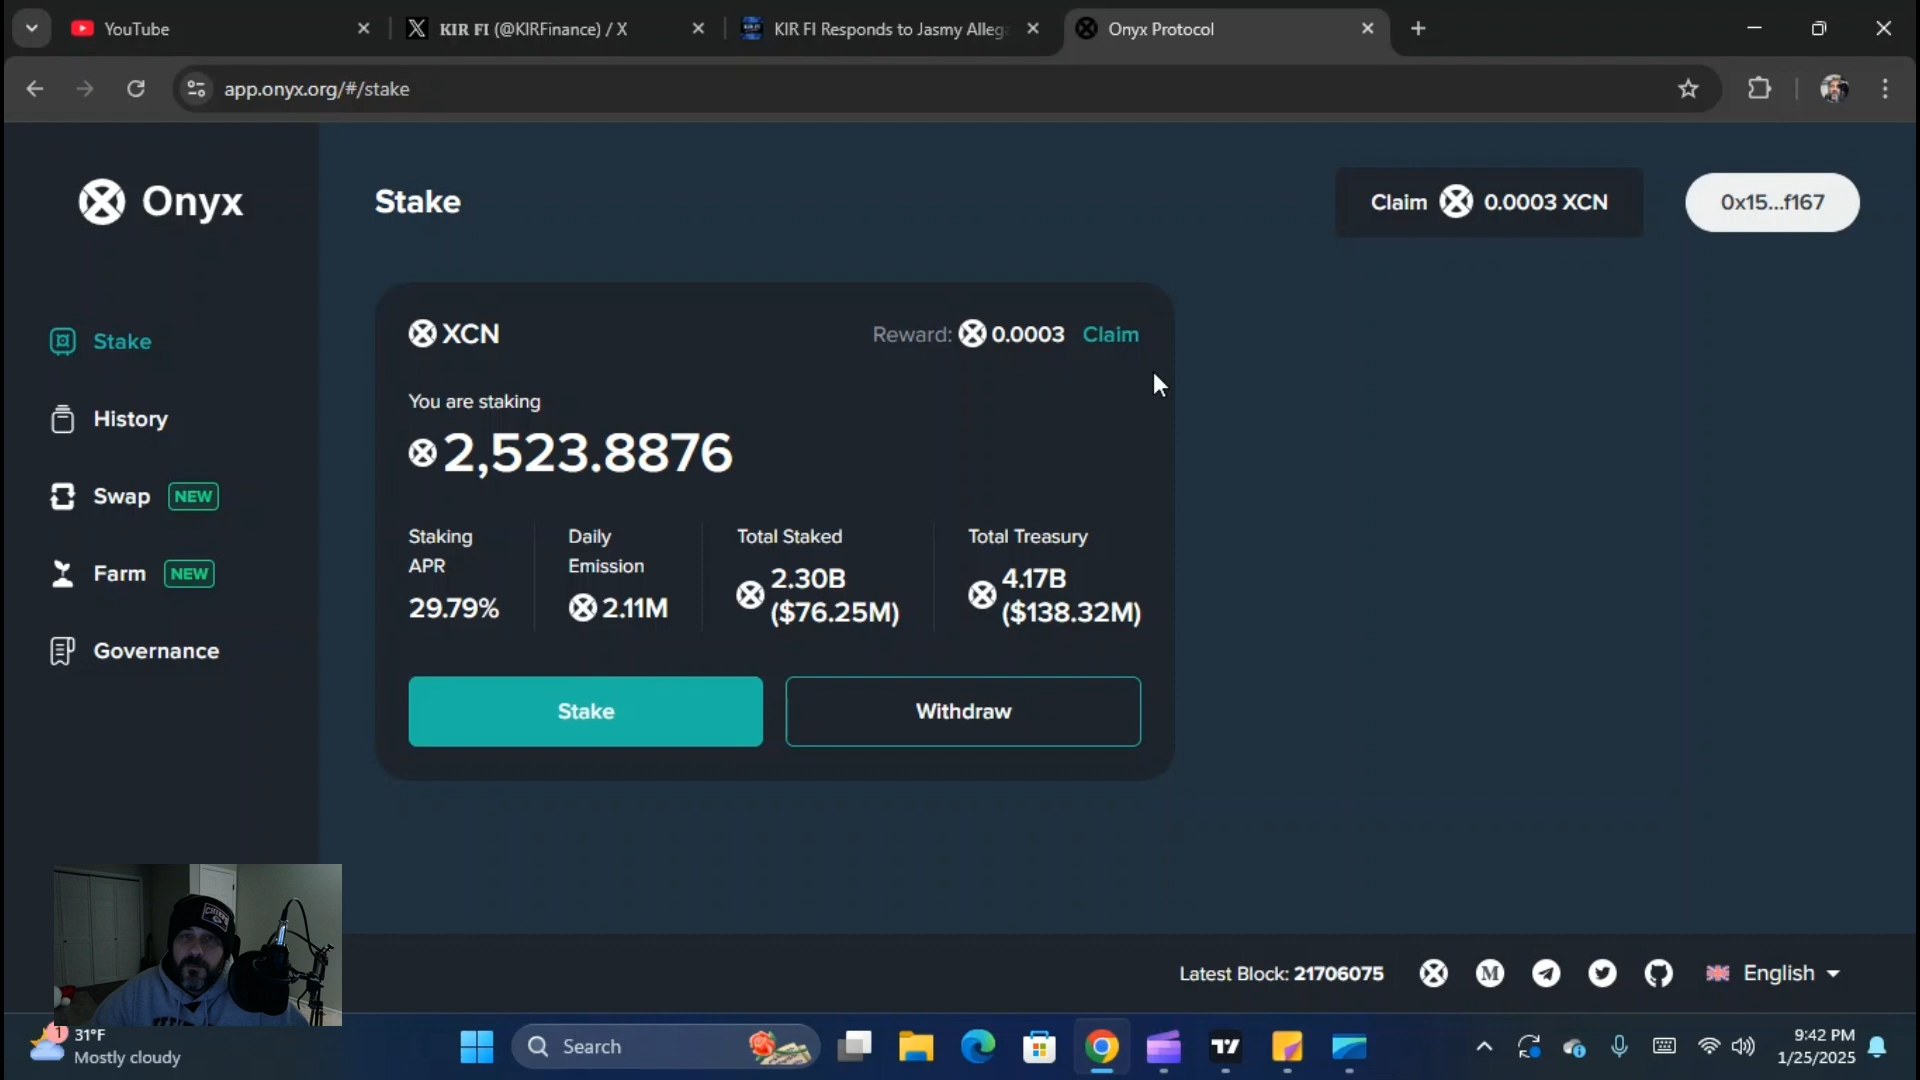 YouTube
KIR FI (@KIRFinance) / X
KIR FI Responds to Jasmy Alleg
Onyx Protocol
app.onyx.org/#/stake
Onyx
Stake
Claim 0.0003 XCN
0x15...f167
Stake
History
Swap NEW
Farm NEW
Governance
XCN
Reward: 0.0003 Claim
You are staking
2,523.8876
Staking APR
29.79%
Daily Emission
2.11M
Total Staked
2.30B
($76.25M)
Total Treasury
4.17B
($138.32M)
Stake
Withdraw
Latest Block: 21706075
M
English
CHIEFS
1
31°F
Mostly cloudy
Search
9:42 PM
1/25/2025